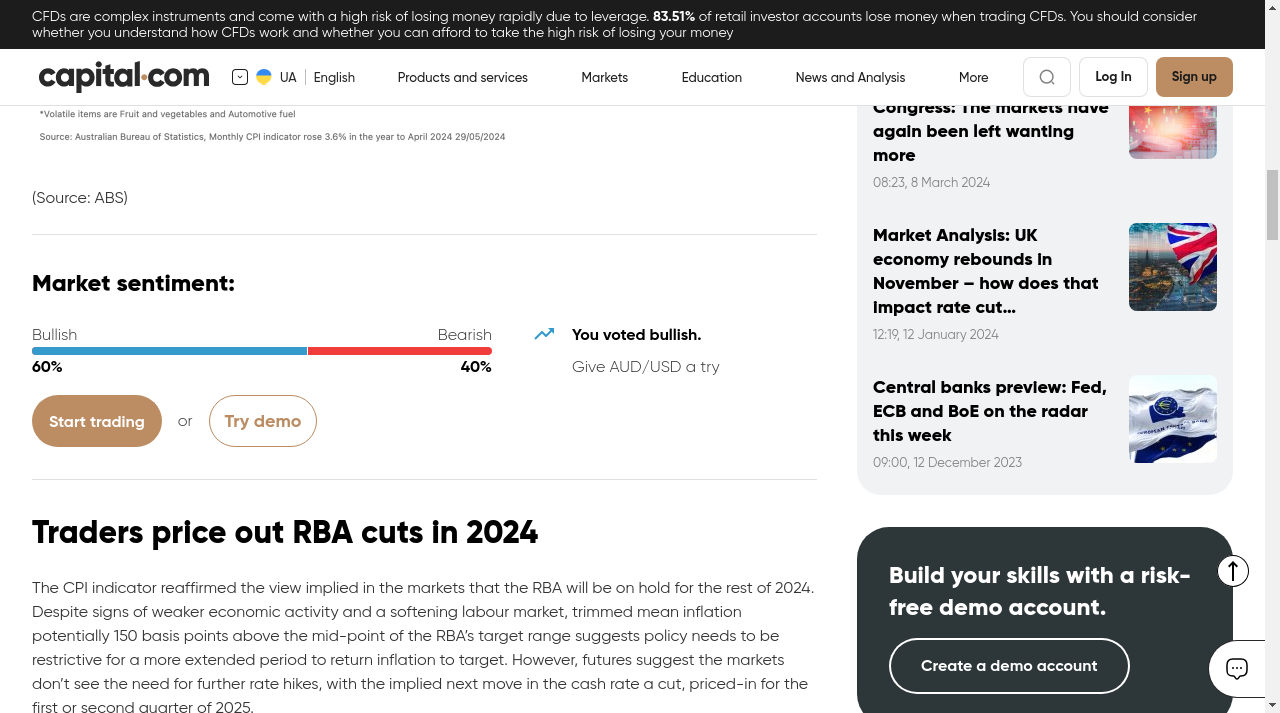 CFDs are complex instruments and come with a high risk of losing money rapidly due to leverage. 83.51% of retail investor accounts lose money when trading CFDs. You should consider
whether you understand how CFDs work and whether you can afford to take the high risk of losing your money
capital.com
UA
English
Products and services
Markets
Education
News and Analysis
More
Log In
Sign up
*Volatile items are Fruit and vegetables and Automotive fuel
Source: Australian Bureau of Statistics, Monthly CPI indicator rose 3.6% in the year to April 2024 29/05/2024
(Source: ABS)
Market sentiment:
Bullish
Bearish
60%
40%
You voted bullish.
Give AUD/USD a try
Start trading
or
Try demo
Traders price out RBA cuts in 2024
The CPI indicator reaffirmed the view implied in the markets that the RBA will be on hold for the rest of 2024.
Despite signs of weaker economic activity and a softening labour market, trimmed mean inflation
potentially 150 basis points above the mid-point of the RBA's target range suggests policy needs to be
restrictive for a more extended period to return inflation to target. However, futures suggest the markets
don't see the need for further rate hikes, with the implied next move in the cash rate a cut, priced-in for the
first or second quarter of 2025.
Congress: The markets have
again been left wanting
more
08:23, 8 March 2024
Market Analysis: UK
economy rebounds in
November – how does that
impact rate cut...
12:19, 12 January 2024
Central banks preview: Fed,
ECB and BoE on the radar
this week
09:00, 12 December 2023
Build your skills with a risk-
free demo account.
Create a demo account